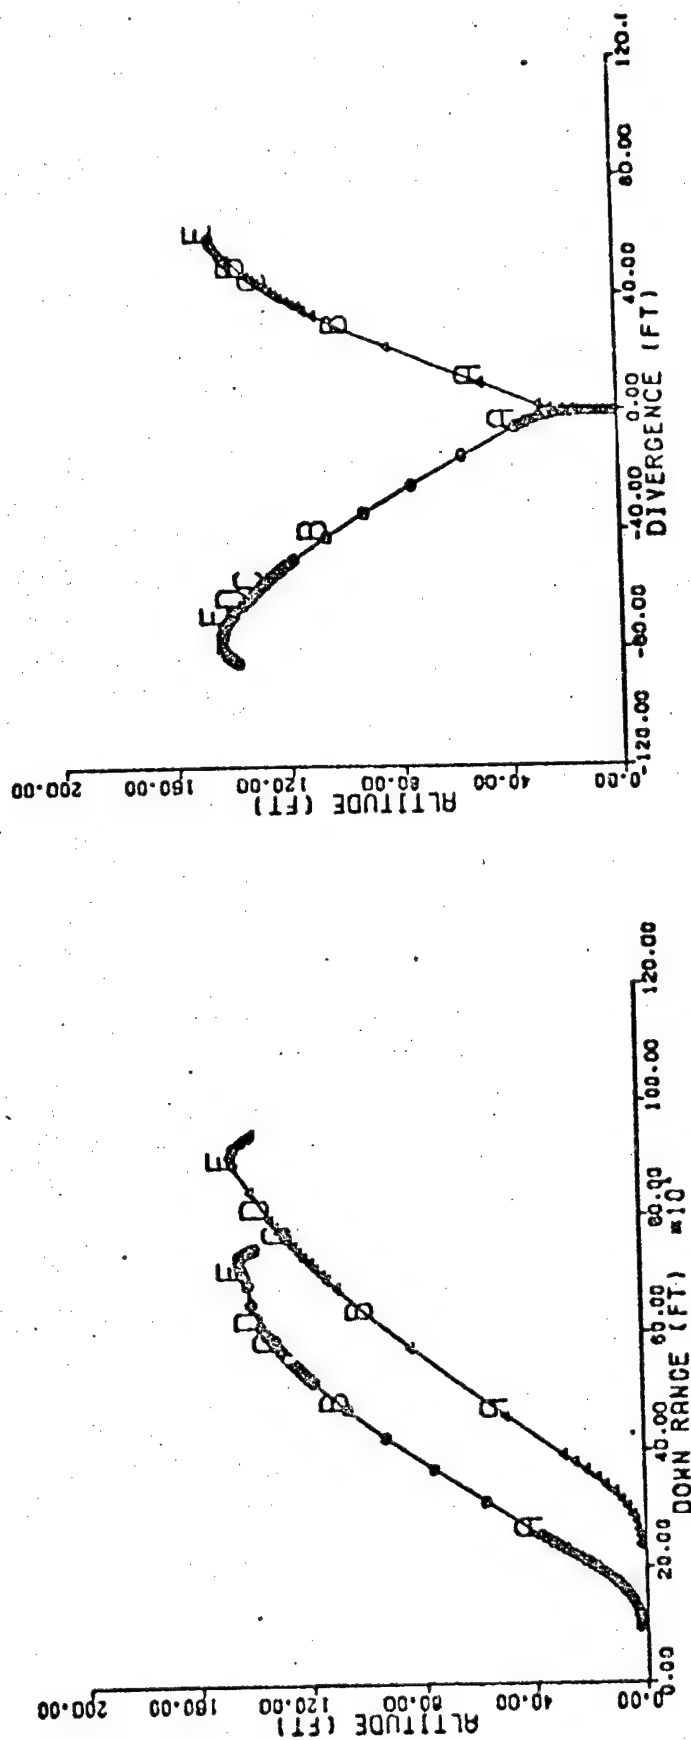 200.00
160.00
120.00
80.00
40.00
0.00
ALTITUDE (FT)
E
D
C
B
A
E
D
C
B
A
0.00 20.00 40.00 60.00 80.00 100.00 120.00
DOWN RANGE (FT) *10¹
200.00
160.00
120.00
80.00
40.00
0.00
ALTITUDE (FT)
E
D
C
B
A
E
D
C
B
A
-120.00 -80.00 -40.00 0.00 40.00 80.00 120.0
DIVERGENCE (FT)